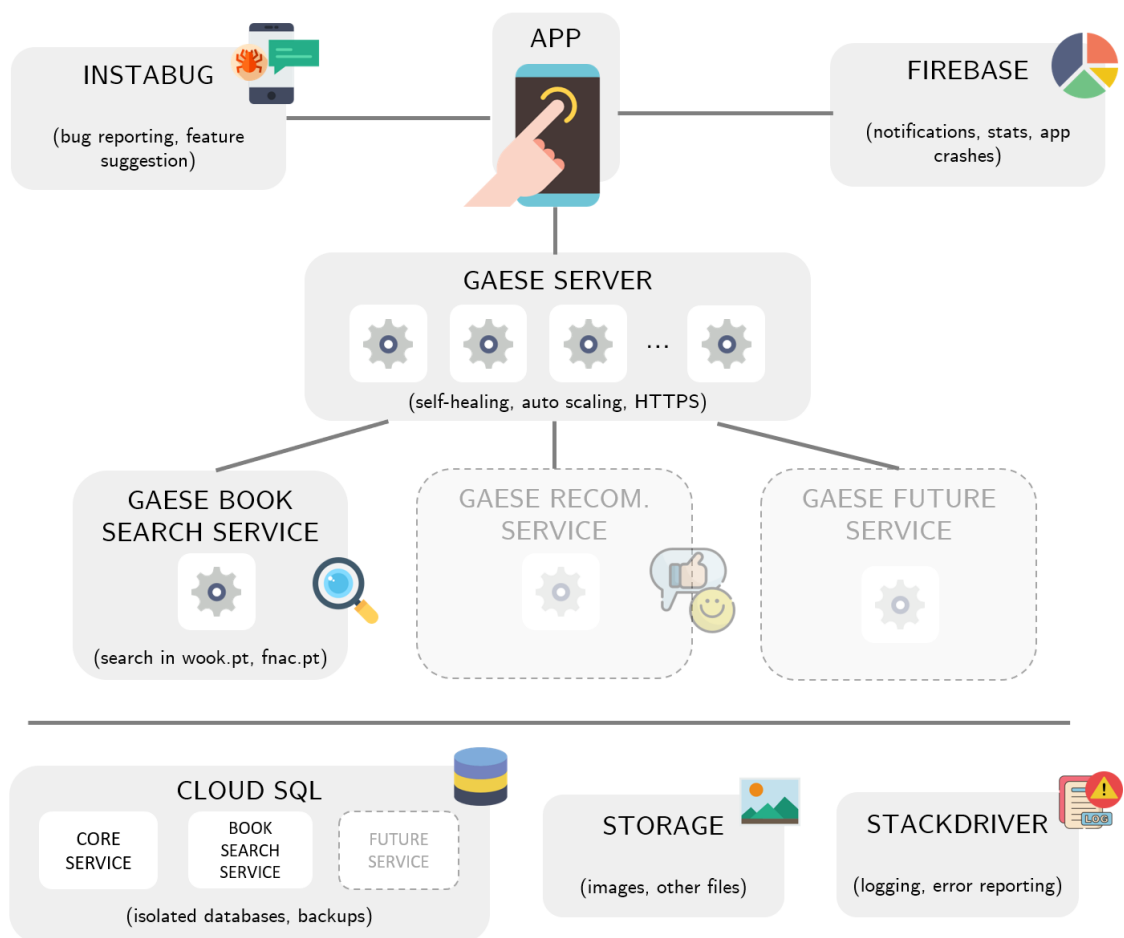 APP
INSTABUG
(bug reporting, feature
suggestion)
FIREBASE
(notifications, stats, app
crashes)
GAESE SERVER
...
(self-healing, auto scaling, HTTPS)
GAESE BOOK
SEARCH SERVICE
(search in wook.pt, fnac.pt)
GAESE RECOM.
SERVICE
GAESE FUTURE
SERVICE
CLOUD SQL
CORE
SERVICE
BOOK
SEARCH
SERVICE
FUTURE
SERVICE
(isolated databases, backups)
STORAGE
(images, other files)
STACKDRIVER
LOG
(logging, error reporting)